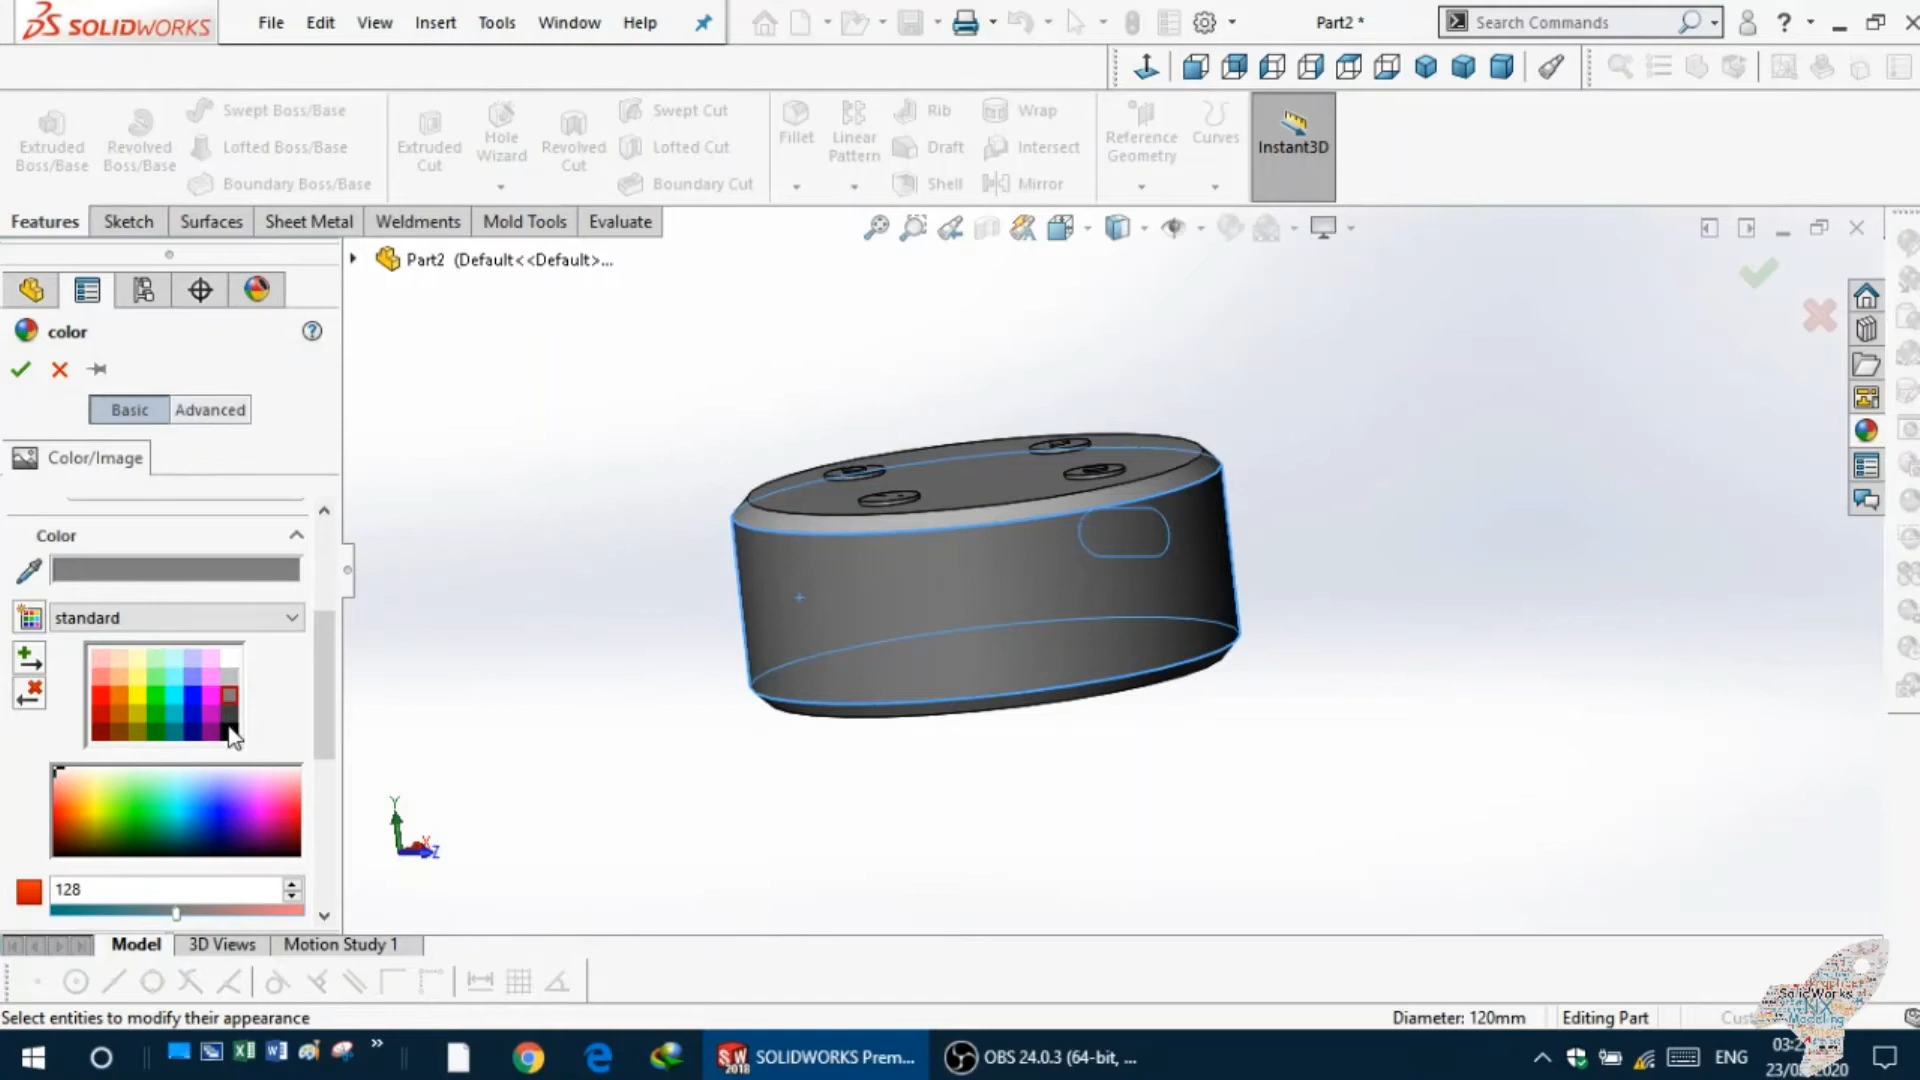 SOLIDWORKS File Edit View Insert Tools Window Help Part2 * Search Commands
Extruded Boss/Base
Revolved Boss/Base
Swept Boss/Base
Lofted Boss/Base
Boundary Boss/Base
Extruded Cut
Hole Wizard
Revolved Cut
Swept Cut
Lofted Cut
Boundary Cut
Fillet
Linear Pattern
Rib
Draft
Shell
Wrap
Intersect
Mirror
Reference Geometry
Curves
Instant3D
Features Sketch Surfaces Sheet Metal Weldments Mold Tools Evaluate
Part2 (Default<<Default>...
color
Basic Advanced
Color/Image
Color
standard
128
Y
X
Z
Model 3D Views Motion Study 1
Select entities to modify their appearance Diameter: 120mm Editing Part
SolidWorks
NX
Modeling
SW 2018 SOLIDWORKS Prem... OBS 24.0.3 (64-bit, ... ENG